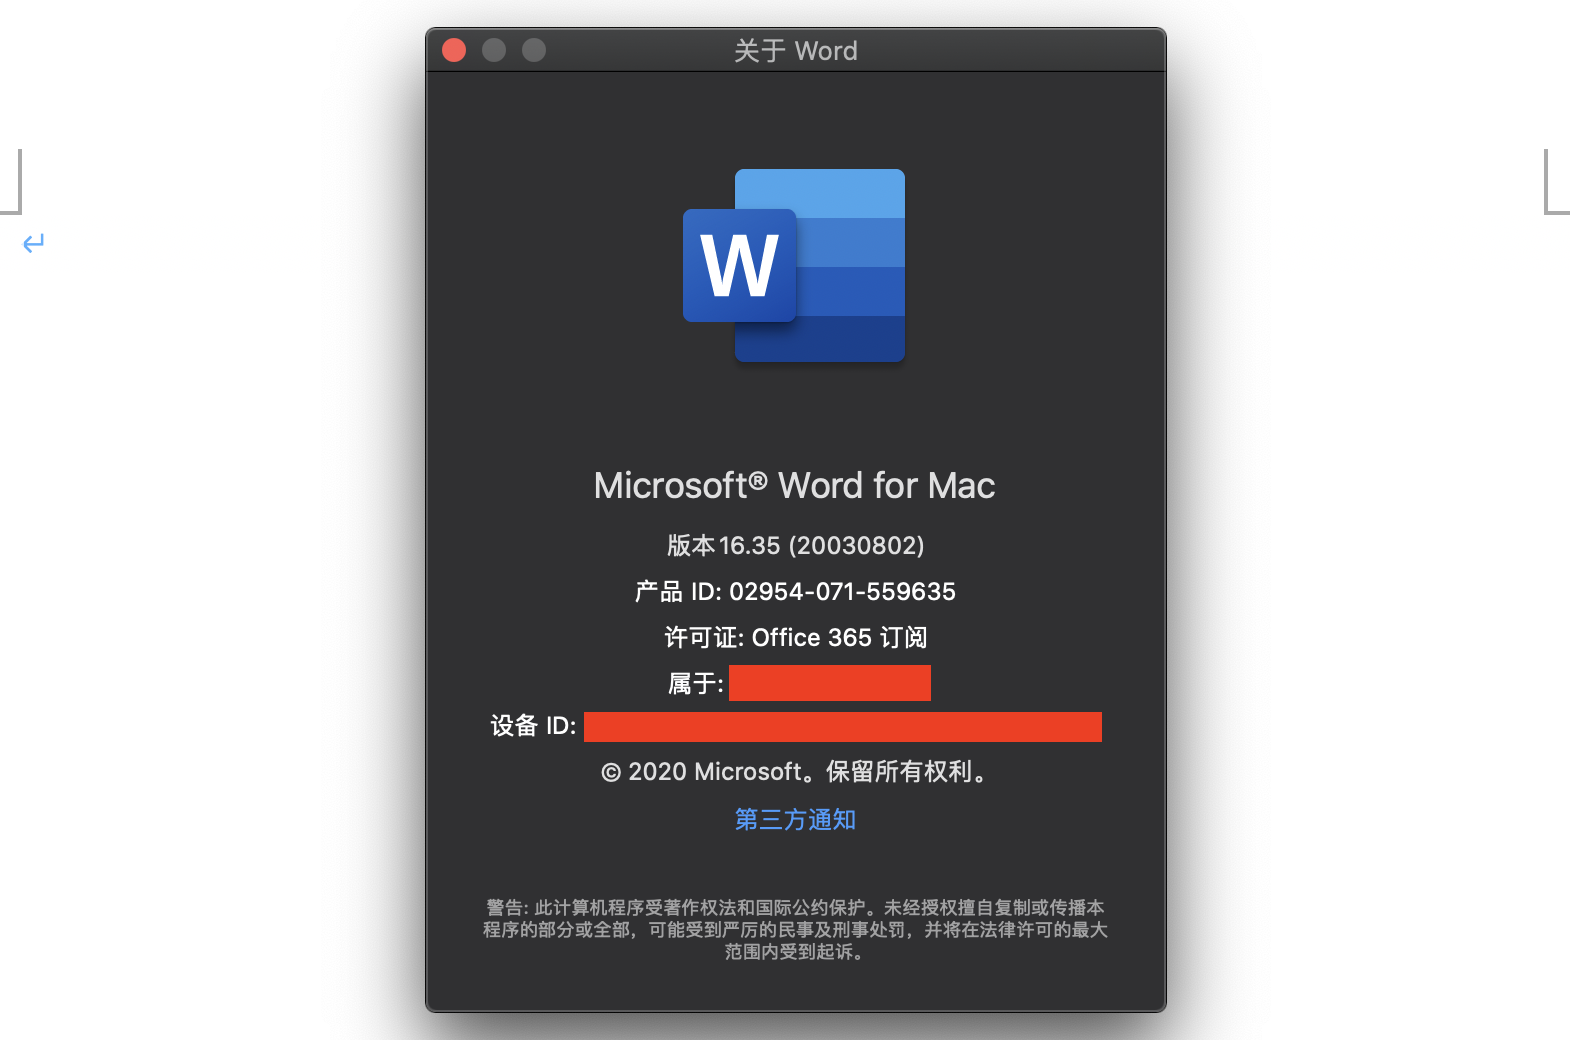 关于 Word
W
Microsoft® Word for Mac
版本16.35 (20030802)
产品 ID: 02954-071-559635
许可证: Office 365 订阅
属于:
设备 ID:
© 2020 Microsoft。保留所有权利。
第三方通知
警告: 此计算机程序受著作权法和国际公约保护。未经授权擅自复制或传播本
程序的部分或全部，可能受到严厉的民事及刑事处罚，并将在法律许可的最大
范围内受到起诉。